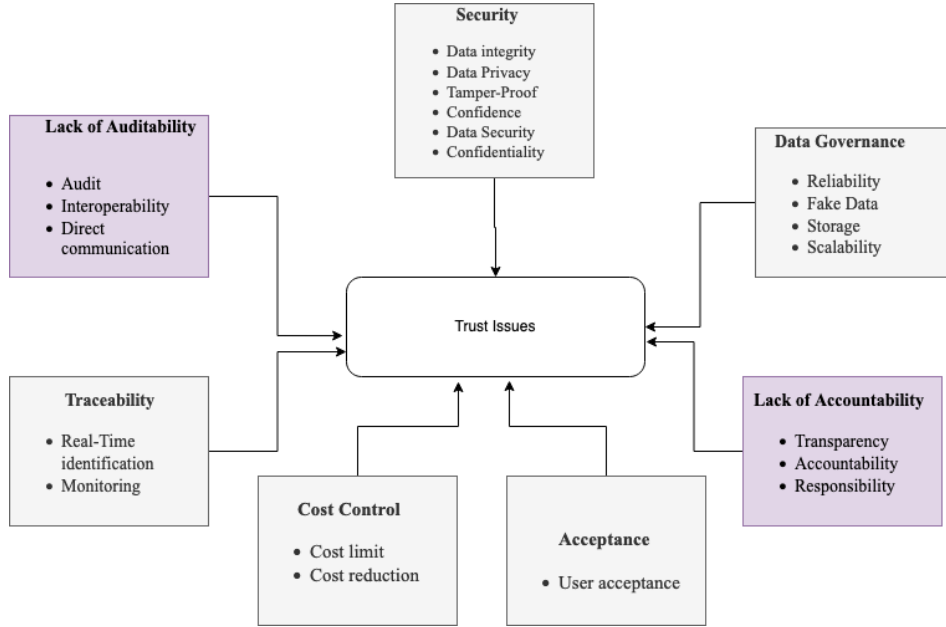 Security
Data integrity
Data Privacy
Tamper-Proof
Confidence
Data Security
Confidentiality
Lack of Auditability
Audit
Interoperability
Direct
communication
Data Governance
Reliability
Fake Data
Storage
Scalability
Trust Issues
Traceability
Real-Time
identification
Monitoring
Lack of Accountability
Transparency
Accountability
Responsibility
Cost Control
Cost limit
Cost reduction
Acceptance
User acceptance